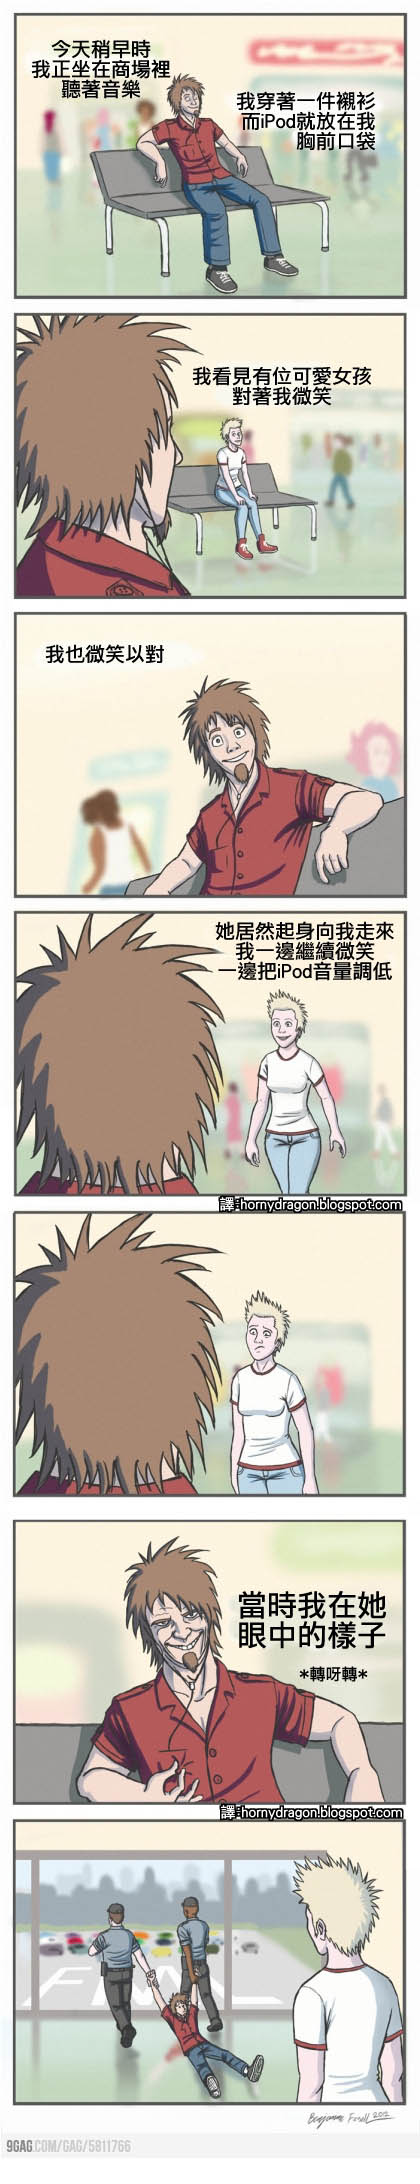 今天稍早時
我正坐在商場裡
聽著音樂
我穿著一件襯衫
而iPod就放在我
胸前口袋
我看見有位可愛女孩
對著我微笑
我也微笑以對
她居然起身向我走來
我一邊繼續微笑
一邊把iPod音量調低
譯:hornydragon.blogspot.com
當時我在她
眼中的樣子
*轉呀轉*
譯:hornydragon.blogspot.com
FML
2012
9GAG.COM/GAG/5811766